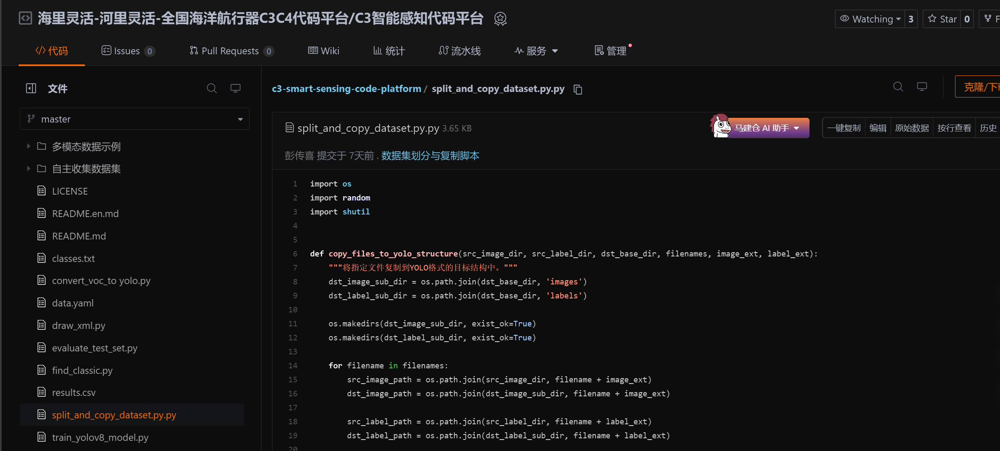 海里灵活-河里灵活-全国海洋航行器C3C4代码平台/C3智能感知代码平台
Watching 3
Star 0
代码
Issues 0
Pull Requests 0
Wiki
统计
流水线
服务
管理
文件
master
多模态数据示例
自主收集数据集
LICENSE
README.en.md
README.md
classes.txt
convert_voc_to yolo.py
data.yaml
draw_xml.py
evaluate_test_set.py
find_classic.py
results.csv
split_and_copy_dataset.py.py
train_yolov8_model.py
c3-smart-sensing-code-platform / split_and_copy_dataset.py.py
克隆/下
split_and_copy_dataset.py.py 3.65 KB
马建仓 AI 助手
一键复制
编辑
原始数据
按行查看
历史
彭传喜 提交于 7天前 . 数据集划分与复制脚本
1 import os
2 import random
3 import shutil
4
5
6 def copy_files_to_yolo_structure(src_image_dir, src_label_dir, dst_base_dir, filenames, image_ext, label_ext):
7     """将指定文件复制到YOLO格式的目标结构中。"""
8     dst_image_sub_dir = os.path.join(dst_base_dir, 'images')
9     dst_label_sub_dir = os.path.join(dst_base_dir, 'labels')
10
11     os.makedirs(dst_image_sub_dir, exist_ok=True)
12     os.makedirs(dst_label_sub_dir, exist_ok=True)
13
14     for filename in filenames:
15         src_image_path = os.path.join(src_image_dir, filename + image_ext)
16         dst_image_path = os.path.join(dst_image_sub_dir, filename + image_ext)
17
18         src_label_path = os.path.join(src_label_dir, filename + label_ext)
19         dst_label_path = os.path.join(dst_label_sub_dir, filename + label_ext)
20